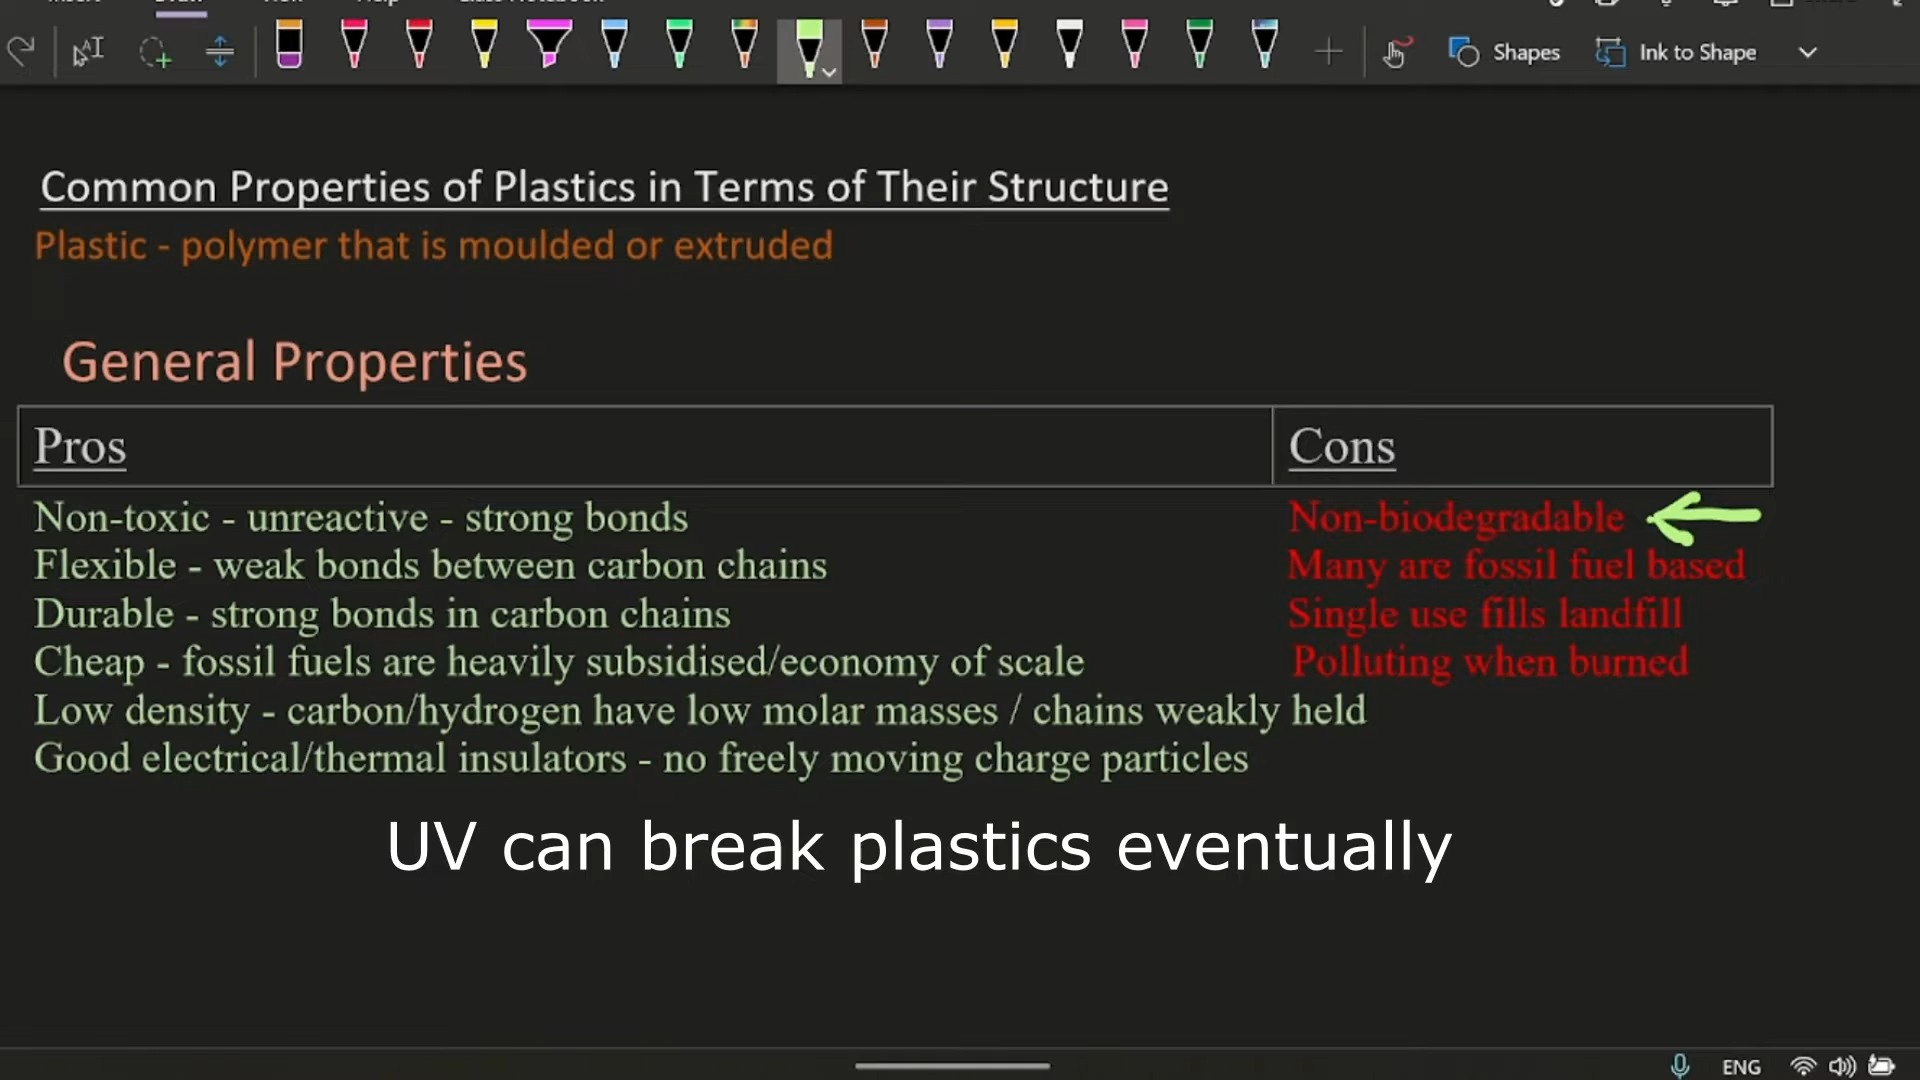 Shapes
Ink to Shape
Common Properties of Plastics in Terms of Their Structure
Plastic - polymer that is moulded or extruded
General Properties
Pros
Cons
Non-toxic - unreactive - strong bonds
Non-biodegradable
Flexible - weak bonds between carbon chains
Many are fossil fuel based
Durable - strong bonds in carbon chains
Single use fills landfill
Cheap - fossil fuels are heavily subsidised/economy of scale
Polluting when burned
Low density - carbon/hydrogen have low molar masses / chains weakly held
Good electrical/thermal insulators - no freely moving charge particles
UV can break plastics eventually
ENG